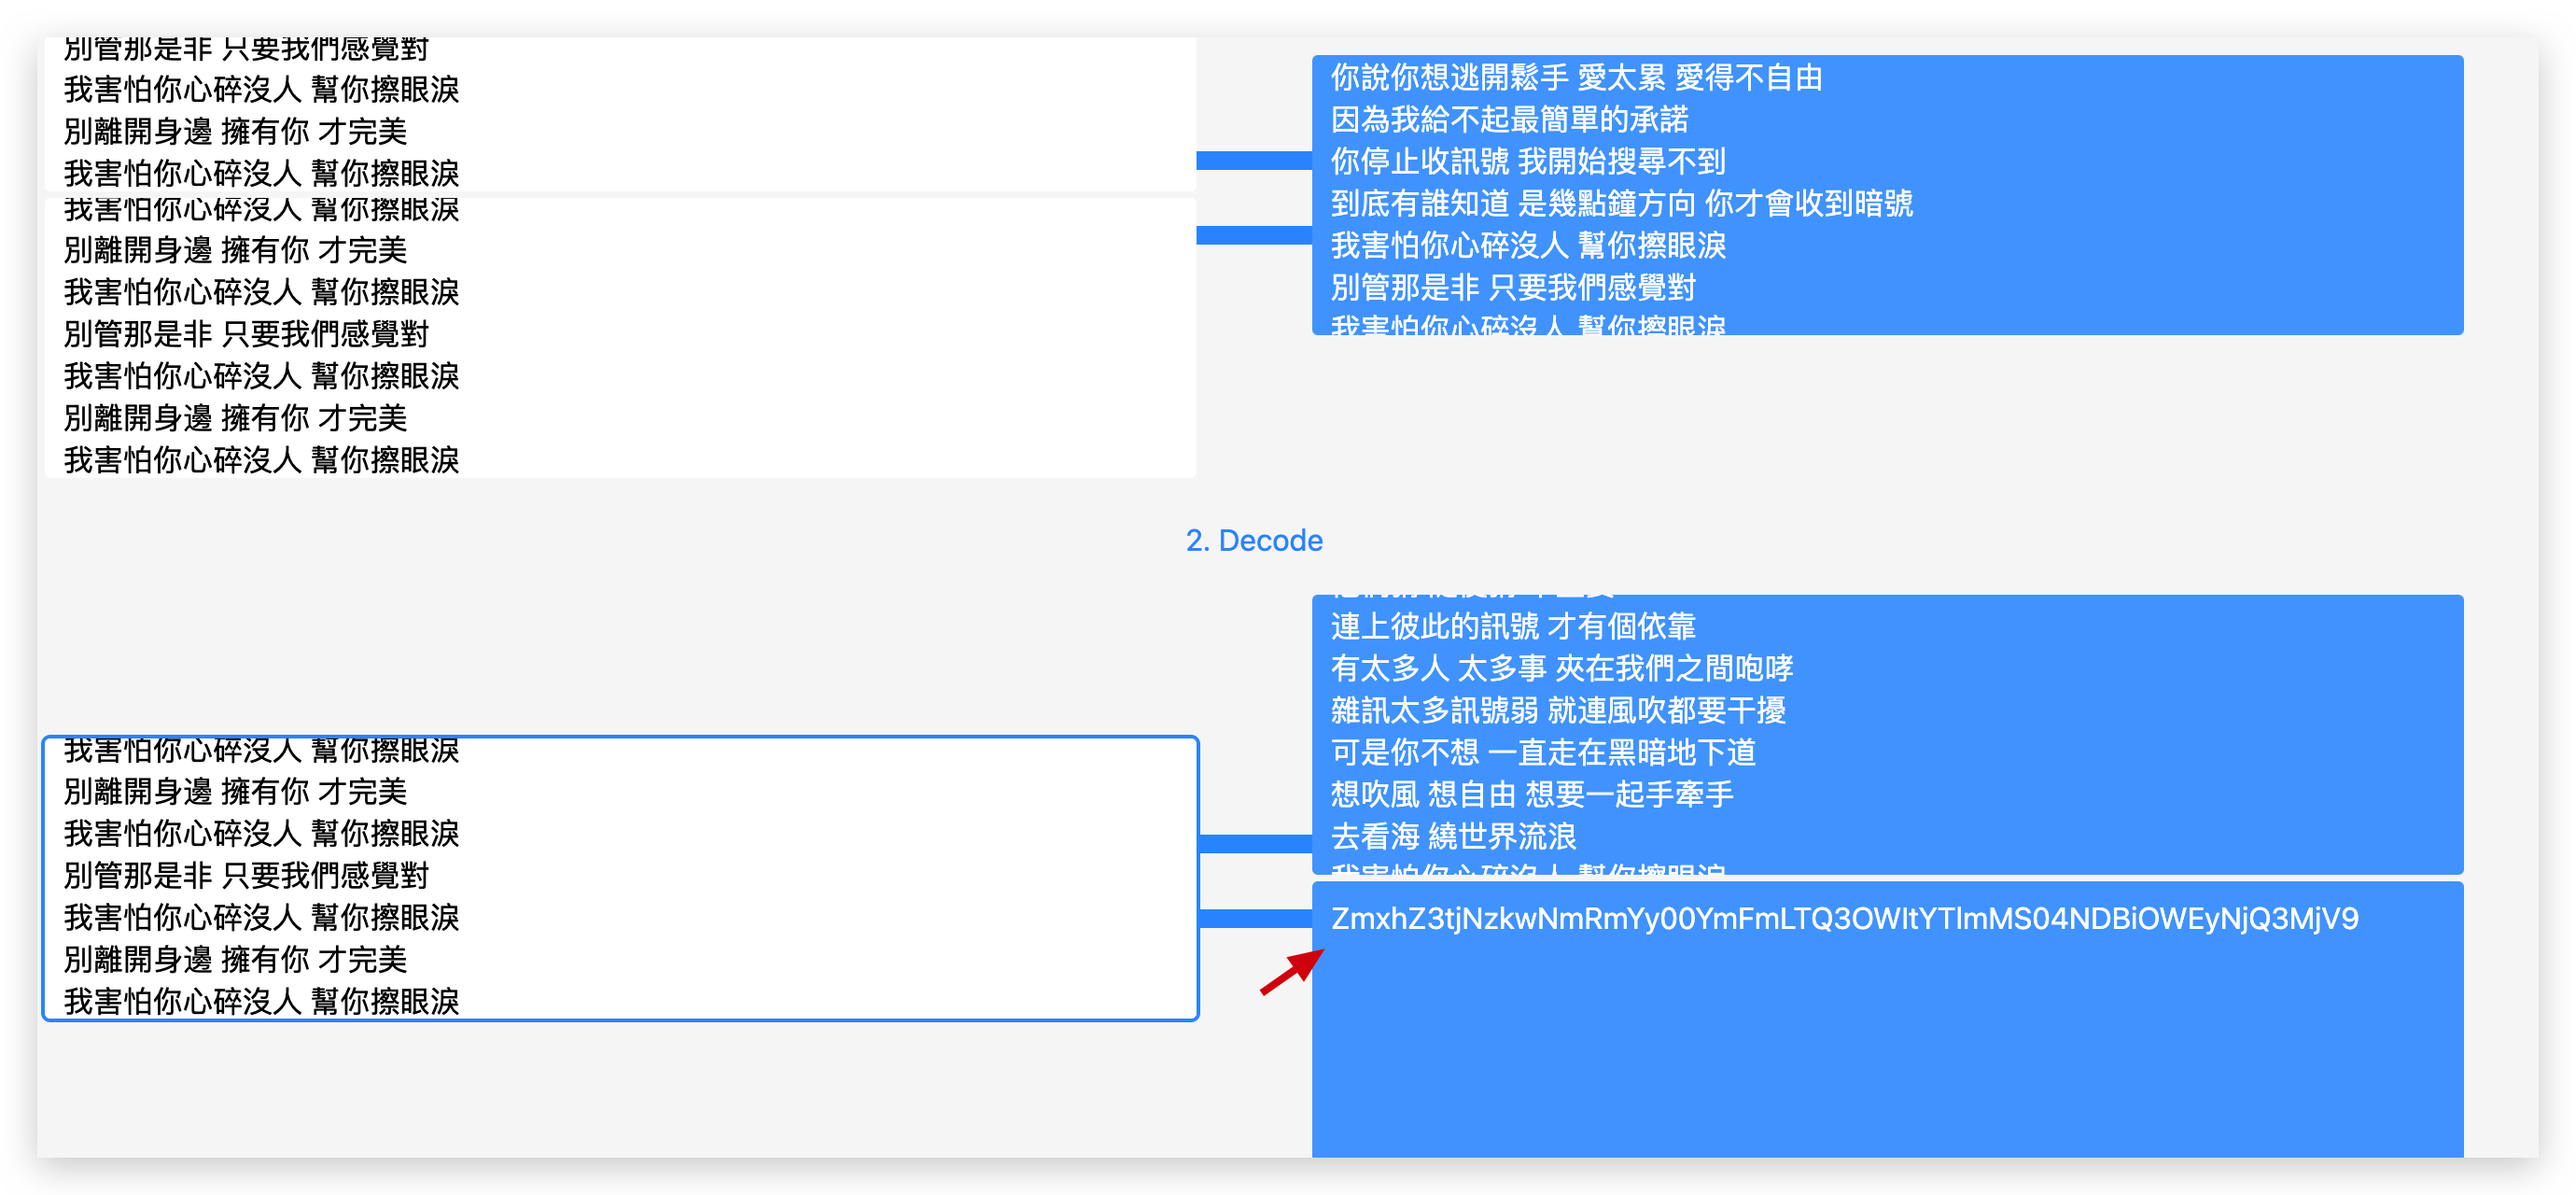 別管那是非 只要我們感覺對
我害怕你心碎沒人 幫你擦眼淚
別離開身邊 擁有你 才完美
我害怕你心碎沒人 幫你擦眼淚
我害怕你心碎沒人 幫你擦眼淚
別離開身邊 擁有你 才完美
我害怕你心碎沒人 幫你擦眼淚
別管那是非 只要我們感覺對
我害怕你心碎沒人 幫你擦眼淚
別離開身邊 擁有你 才完美
我害怕你心碎沒人 幫你擦眼淚
你說你想逃開鬆手 愛太累 愛得不自由
因為我給不起最簡單的承諾
你停止收訊號 我開始搜尋不到
到底有誰知道 是幾點鐘方向 你才會收到暗號
我害怕你心碎沒人 幫你擦眼淚
別管那是非 只要我們感覺對
我害怕你心碎沒人 幫你擦眼淚
2. Decode
我害怕你心碎沒人 幫你擦眼淚
別離開身邊 擁有你 才完美
我害怕你心碎沒人 幫你擦眼淚
別管那是非 只要我們感覺對
我害怕你心碎沒人 幫你擦眼淚
別離開身邊 擁有你 才完美
我害怕你心碎沒人 幫你擦眼淚
連上彼此的訊號 才有個依靠
有太多人 太多事 夾在我們之間咆哮
雜訊太多訊號弱 就連風吹都要干擾
可是你不想 一直走在黑暗地下道
想吹風 想自由 想要一起手牽手
去看海 繞世界流浪
我害怕你心碎沒人 幫你擦眼淚
ZmxhZ3tjNzkwNmRmYy00YmFmLTQ3OWItYTlmMS04NDBiOWEyNjQ3MjV9